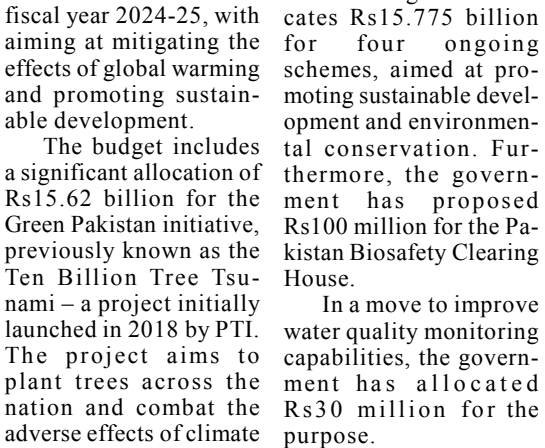 fiscal year 2024-25, with
aiming at mitigating the
effects of global warming
and promoting sustain-
able development.
The budget includes
a significant allocation of
Rs15.62 billion for the
Green Pakistan initiative,
previously known as the
Ten Billion Tree Tsu-
nami – a project initially
launched in 2018 by PTI.
The project aims to
plant trees across the
nation and combat the
adverse effects of climate
cates Rs15.775 billion
for four ongoing
schemes, aimed at pro-
moting sustainable devel-
opment and environmen-
tal conservation. Fur-
thermore, the govern-
ment has proposed
Rs100 million for the Pa-
kistan Biosafety Clearing
House.
In a move to improve
water quality monitoring
capabilities, the govern-
ment has allocated
Rs30 million for the
purpose.